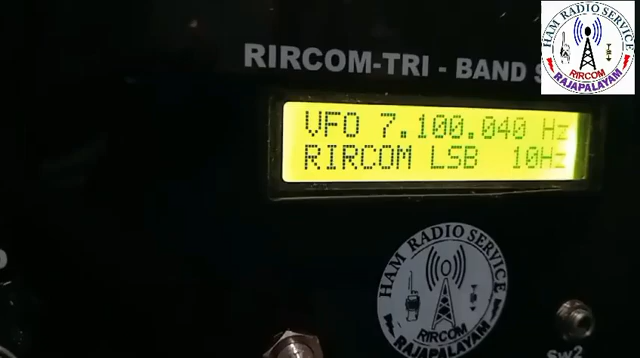 HAM RADIO SERVICE
RIRCOM
RAJAPALAYAM
RIRCOM-TRI - BAND
VFO 7.100.040 Hz
RIRCOM LSB 10Hz
HAM RADIO SERVICE
RIRCOM
RAJAPALAYAM